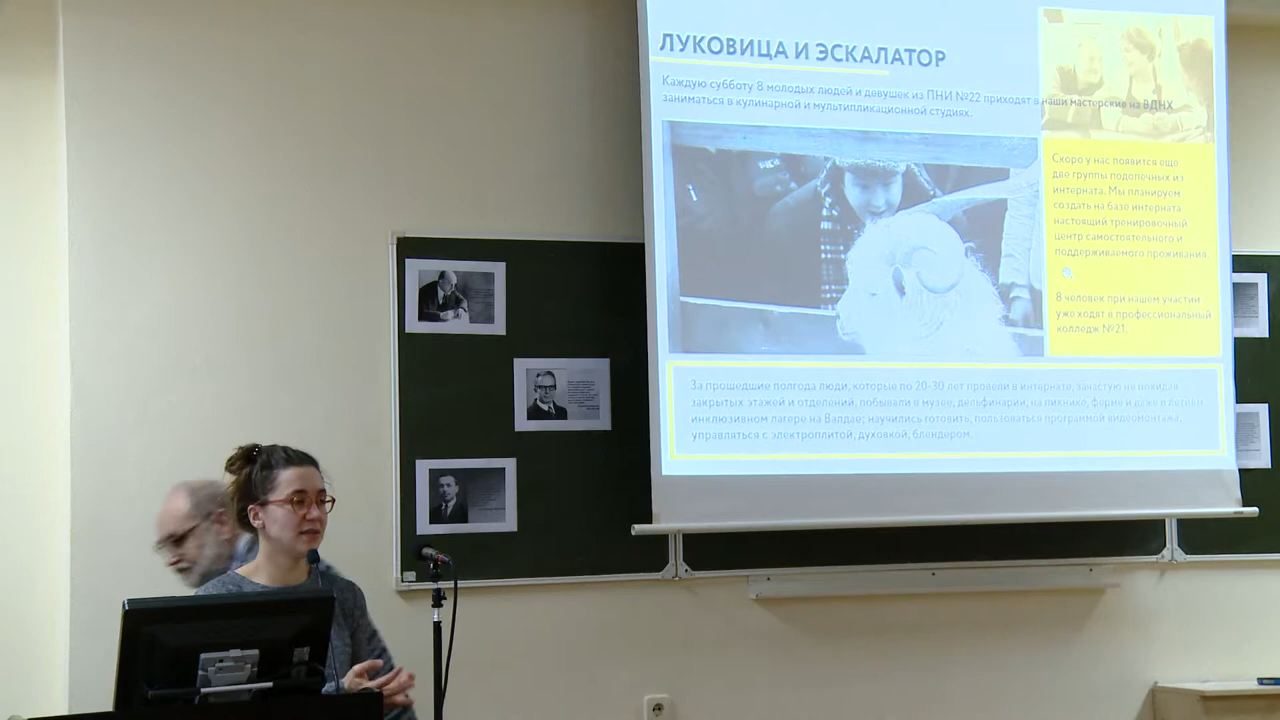 ЛУКОВИЦА И ЭСКАЛАТОР
Каждую субботу 8 молодых людей и девушек из ПНИ №22 приходят в наши мастерские на ВДНХ
заниматься в кулинарной и мультипликационной студиях.
Скоро у нас появится еще
две группы подопечных из
интерната. Мы планируем
создать на базе интерната
настоящий тренировочный
центр самостоятельного и
поддерживаемого проживания.
8 человек при нашем участии
уже ходят в профессиональный
колледж №21.
За прошедшие полгода люди, которые по 20-30 лет провели в интернате, зачастую не покидая
закрытых этажей и отделений, побывали в музее, дельфинарии, на пикнике, ферме и даже в летнем
инклюзивном лагере на Валдае; научились готовить, пользоваться программой видеомонтажа,
управляться с электроплитой, духовкой, блендером.